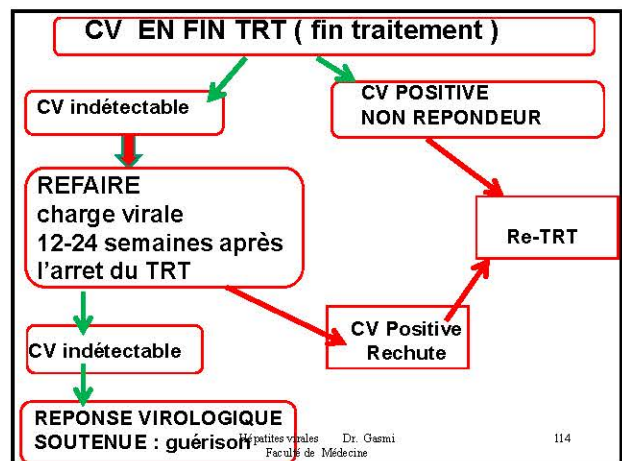 CV EN FIN TRT ( fin traitement )
CV indétectable
CV POSITIVE
NON REPONDEUR
REFAIRE
charge virale
12-24 semaines après
l'arret du TRT
Re-TRT
CV Positive
Rechute
CV indétectable
REPONSE VIROLOGIQUE
SOUTENUE : guérison
Hépatites virales Dr. Gasmi
Faculté de Médecine
114